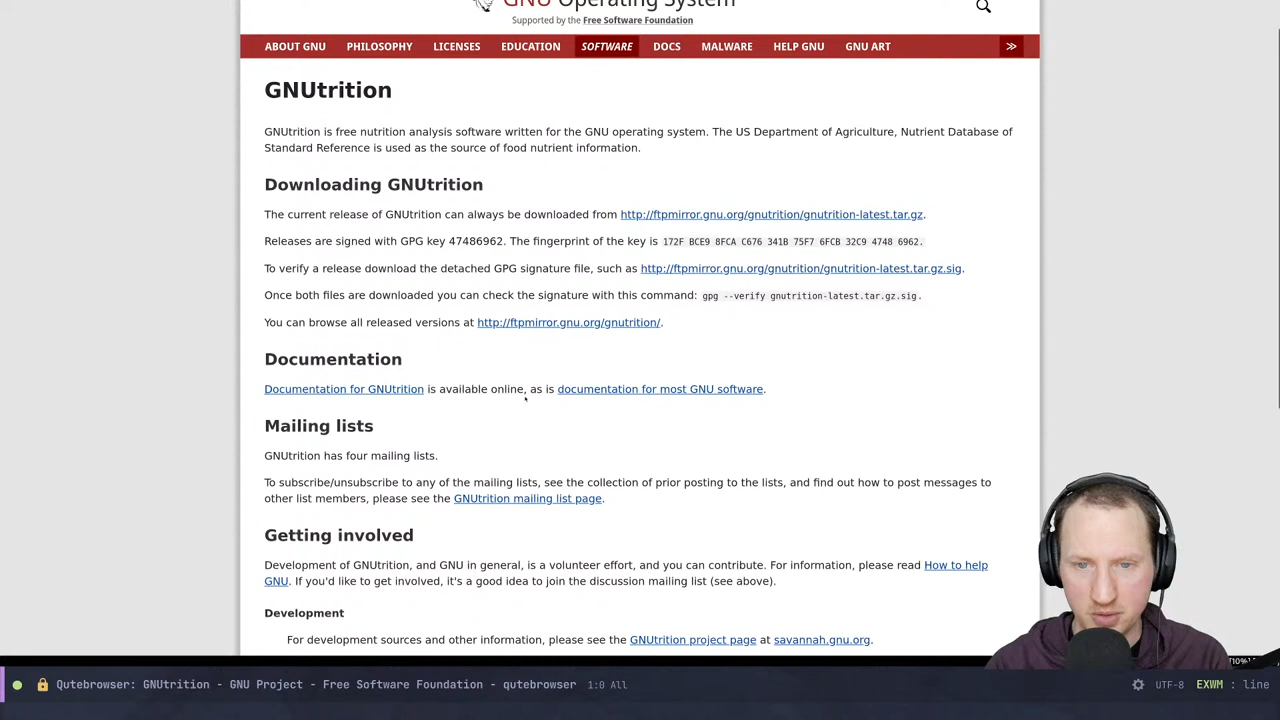 GNU Operating System
Supported by the Free Software Foundation
ABOUT GNU PHILOSOPHY LICENSES EDUCATION SOFTWARE DOCS MALWARE HELP GNU GNU ART ≫
GNUtrition
GNUtrition is free nutrition analysis software written for the GNU operating system. The US Department of Agriculture, Nutrient Database of
Standard Reference is used as the source of food nutrient information.
Downloading GNUtrition
The current release of GNUtrition can always be downloaded from http://ftpmirror.gnu.org/gnutrition/gnutrition-latest.tar.gz.
Releases are signed with GPG key 47486962. The fingerprint of the key is 172F BCE9 8FCA C676 341B 75F7 6FCB 32C9 4748 6962.
To verify a release download the detached GPG signature file, such as http://ftpmirror.gnu.org/gnutrition/gnutrition-latest.tar.gz.sig.
Once both files are downloaded you can check the signature with this command: gpg --verify gnutrition-latest.tar.gz.sig.
You can browse all released versions at http://ftpmirror.gnu.org/gnutrition/.
Documentation
Documentation for GNUtrition is available online, as is documentation for most GNU software.
Mailing lists
GNUtrition has four mailing lists.
To subscribe/unsubscribe to any of the mailing lists, see the collection of prior posting to the lists, and find out how to post messages to
other list members, please see the GNUtrition mailing list page.
Getting involved
Development of GNUtrition, and GNU in general, is a volunteer effort, and you can contribute. For information, please read How to help
GNU. If you'd like to get involved, it's a good idea to join the discussion mailing list (see above).
Development
For development sources and other information, please see the GNUtrition project page at savannah.gnu.org.
Qutebrowser: GNUtrition - GNU Project - Free Software Foundation - qutebrowser 1:0 All UTF-8 EXWM : line